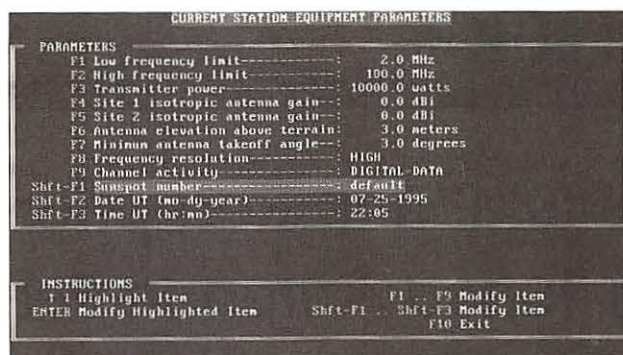 CURRENT STATION EQUIPMENT PARAMETERS
PARAMETERS
F1 Low frequency limit------------: 2.0 MHz
F2 High frequency limit-----------: 100.0 MHz
F3 Transmitter power--------------: 10000.0 watts
F4 Site 1 isotropic antenna gain--: 0.0 dBi
F5 Site 2 isotropic antenna gain--: 0.0 dBi
F6 Antenna elevation above terrain: 3.0 meters
F7 Minimum antenna takeoff angle--: 3.0 degrees
F8 Frequency resolution-----------: HIGH
F9 Channel activity---------------: DIGITAL-DATA
Shft-F1 Sunspot number-----------------: default
Shft-F2 Date UT (mo-dy-year)-----------: 07-25-1995
Shft-F3 Time UT (hr:mn)----------------: 22:05
INSTRUCTIONS
↑ ↓ Highlight Item F1 .. F9 Modify Item
ENTER Modify Highlighted Item Shft-F1 .. Shft-F3 Modify Item
F10 Exit